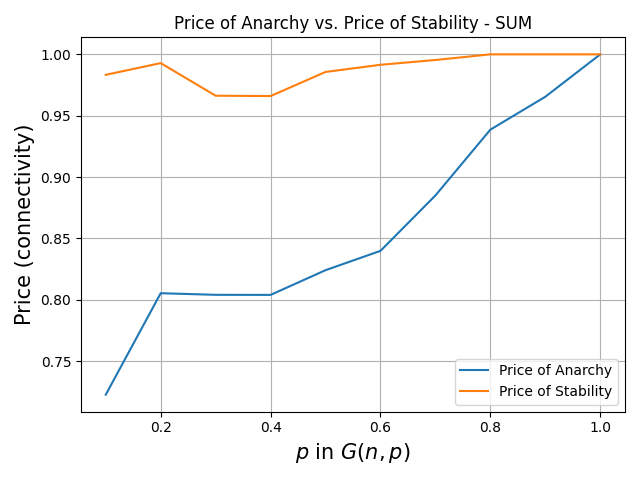 Price of Anarchy vs. Price of Stability - SUM
Price (connectivity)
1.00
0.95
0.90
0.85
0.80
0.75
0.2
0.4
0.6
0.8
1.0
p in G(n, p)
Price of Anarchy
Price of Stability